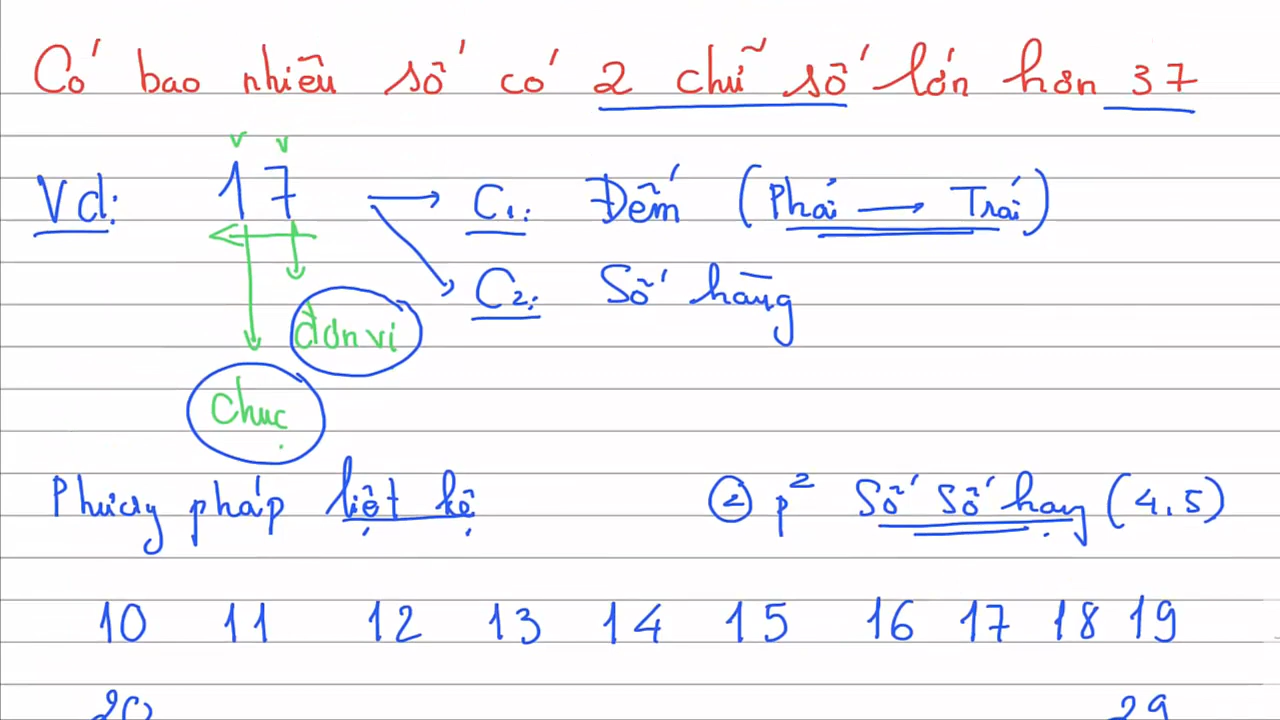 Có bao nhiêu số có 2 chữ số lớn hơn 37
Vd: 17 → C1: Đếm (Phải → Trái)
C2: Số hàng
đơn vị
chục
Phương pháp liệt kê ② p² Số số hạng (4,5)
10 11 12 13 14 15 16 17 18 19
20 29